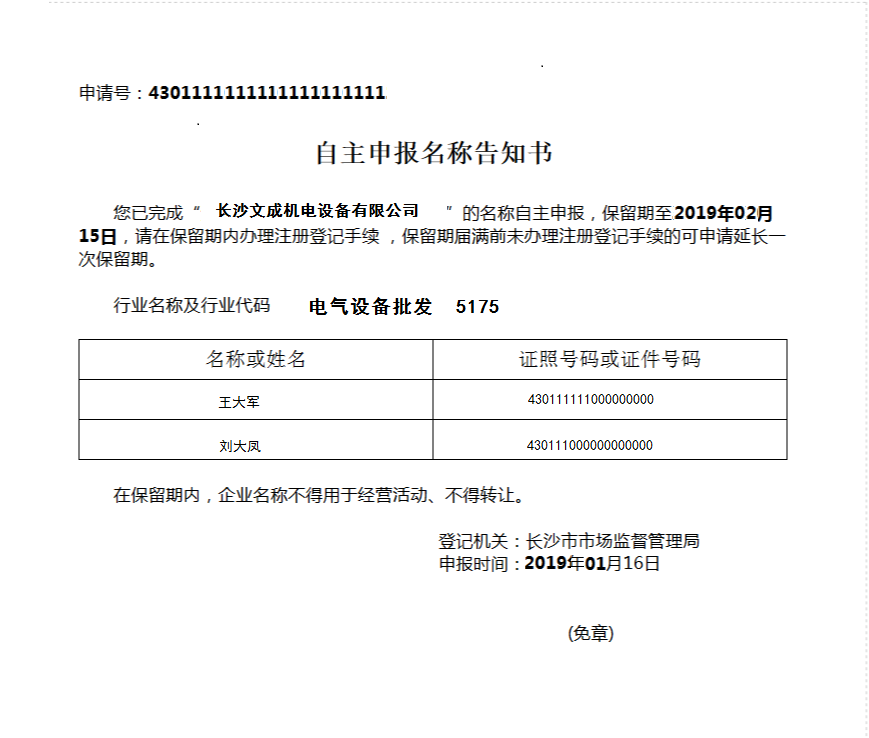 申请号：4301111111111111111111
自主申报名称告知书
您已完成“ 长沙文成机电设备有限公司 ”的名称自主申报，保留期至2019年02月
15日，请在保留期内办理注册登记手续 ，保留期届满前未办理注册登记手续的可申请延长一
次保留期。
行业名称及行业代码 电气设备批发 5175
名称或姓名 证照号码或证件号码
王大军 430111111000000000
刘大凤 430111000000000000
在保留期内，企业名称不得用于经营活动、不得转让。
登记机关：长沙市市场监督管理局
申报时间：2019年01月16日
(免章)